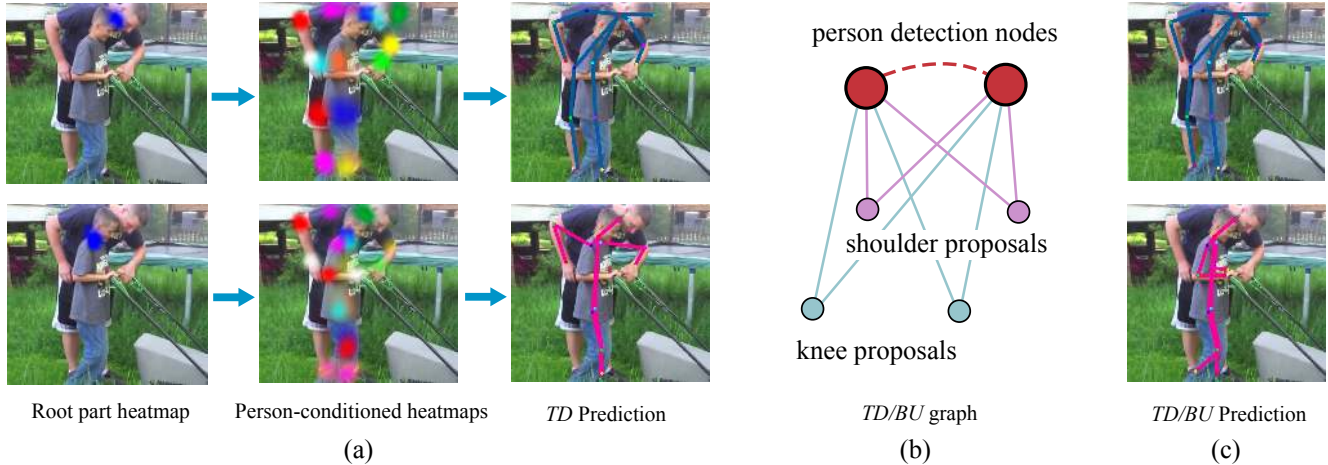 person detection nodes
shoulder proposals
knee proposals
Root part heatmap
Person-conditioned heatmaps
TD Prediction
TD/BU graph
TD/BU Prediction
(a)
(b)
(c)